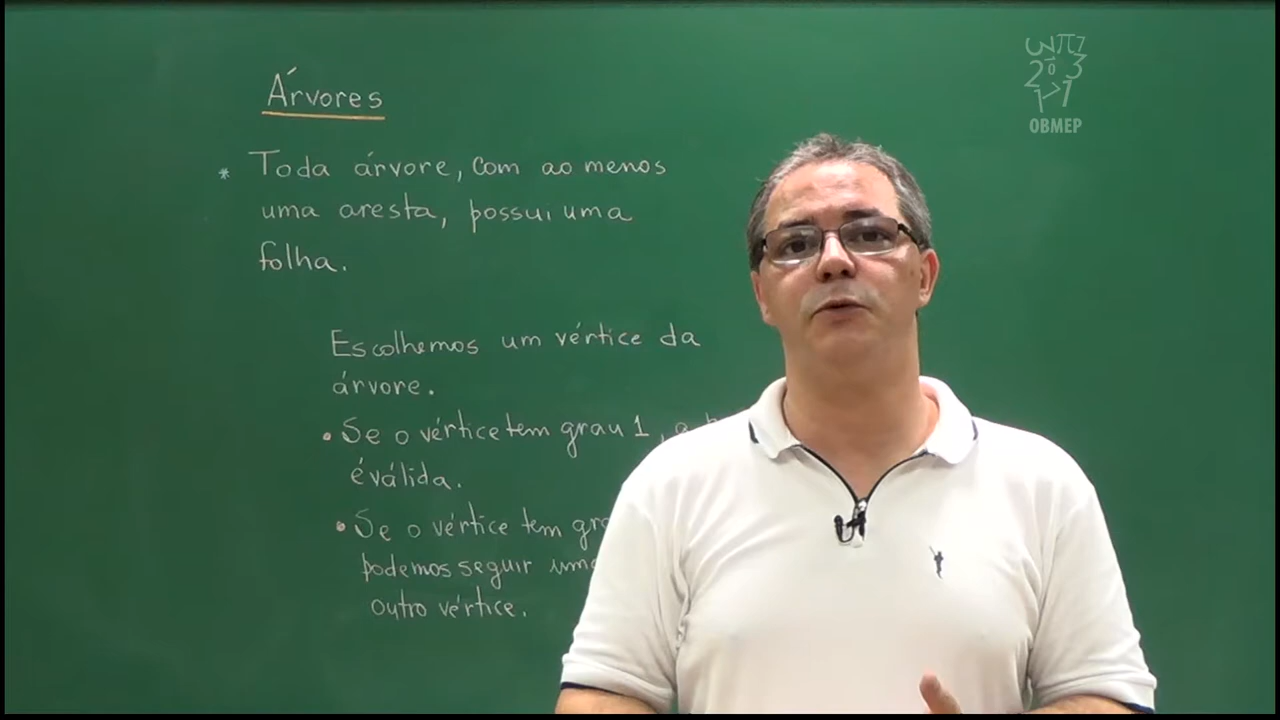 Árvores
* Toda árvore, com ao menos
uma aresta, possui uma
folha.
Escolhemos um vértice da
árvore.
• Se o vértice tem grau 1, a
é válida.
• Se o vértice tem
podemos seguir
outro vértice.
OBMEP